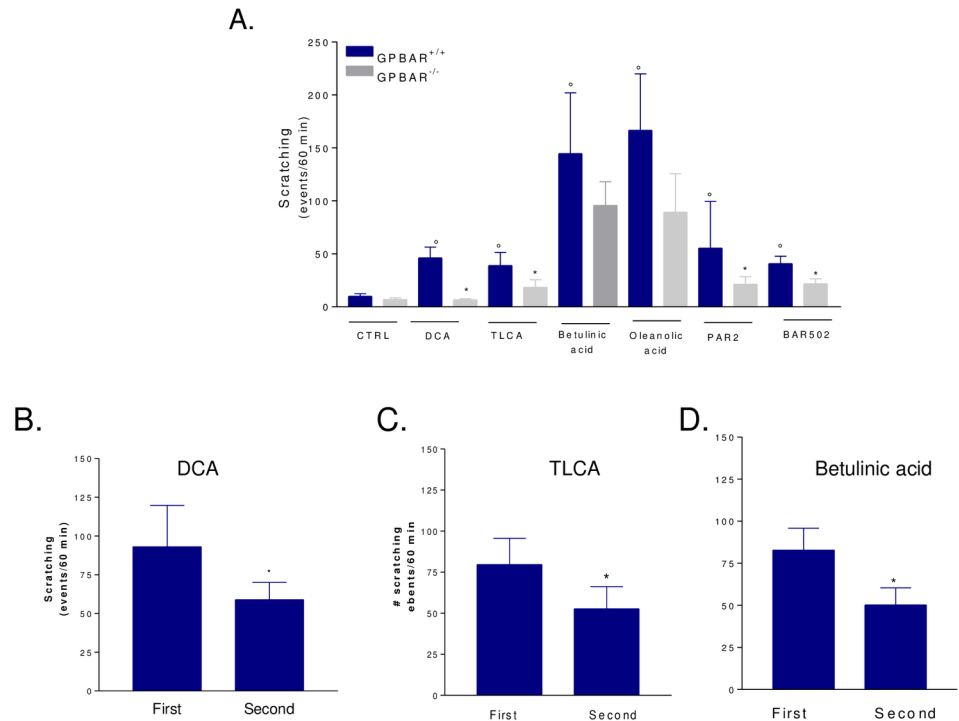 A.
250
200
150
100
50
0
Scratching
(events/60 min)
GPBAR+/+
GPBAR-/-
° ° * ° * ° ° ° * ° *
CTRL DCA TLCA Betulinic acid Oleanolic acid PAR2 BAR502
B.
DCA
150
125
100
75
50
25
0
Scratching
(events/60 min)
*
First Second
C.
TLCA
150
125
100
75
50
25
0
# scratching
ebents/60 min
*
First Second
D.
Betulinic acid
150
125
100
75
50
25
0
*
First Second